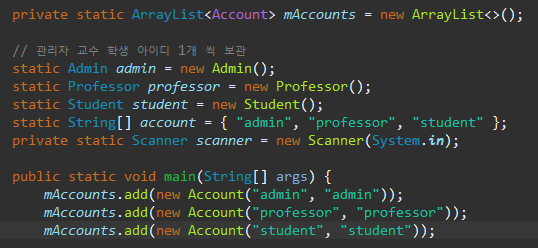 private static ArrayList<Account> mAccounts = new ArrayList<>();
// 관리자 교수 학생 아이디 1개 씩 보관
static Admin admin = new Admin();
static Professor professor = new Professor();
static Student student = new Student();
static String[] account = { "admin", "professor", "student" };
private static Scanner scanner = new Scanner(System.in);
public static void main(String[] args) {
mAccounts.add(new Account("admin", "admin"));
mAccounts.add(new Account("professor", "professor"));
mAccounts.add(new Account("student", "student"));